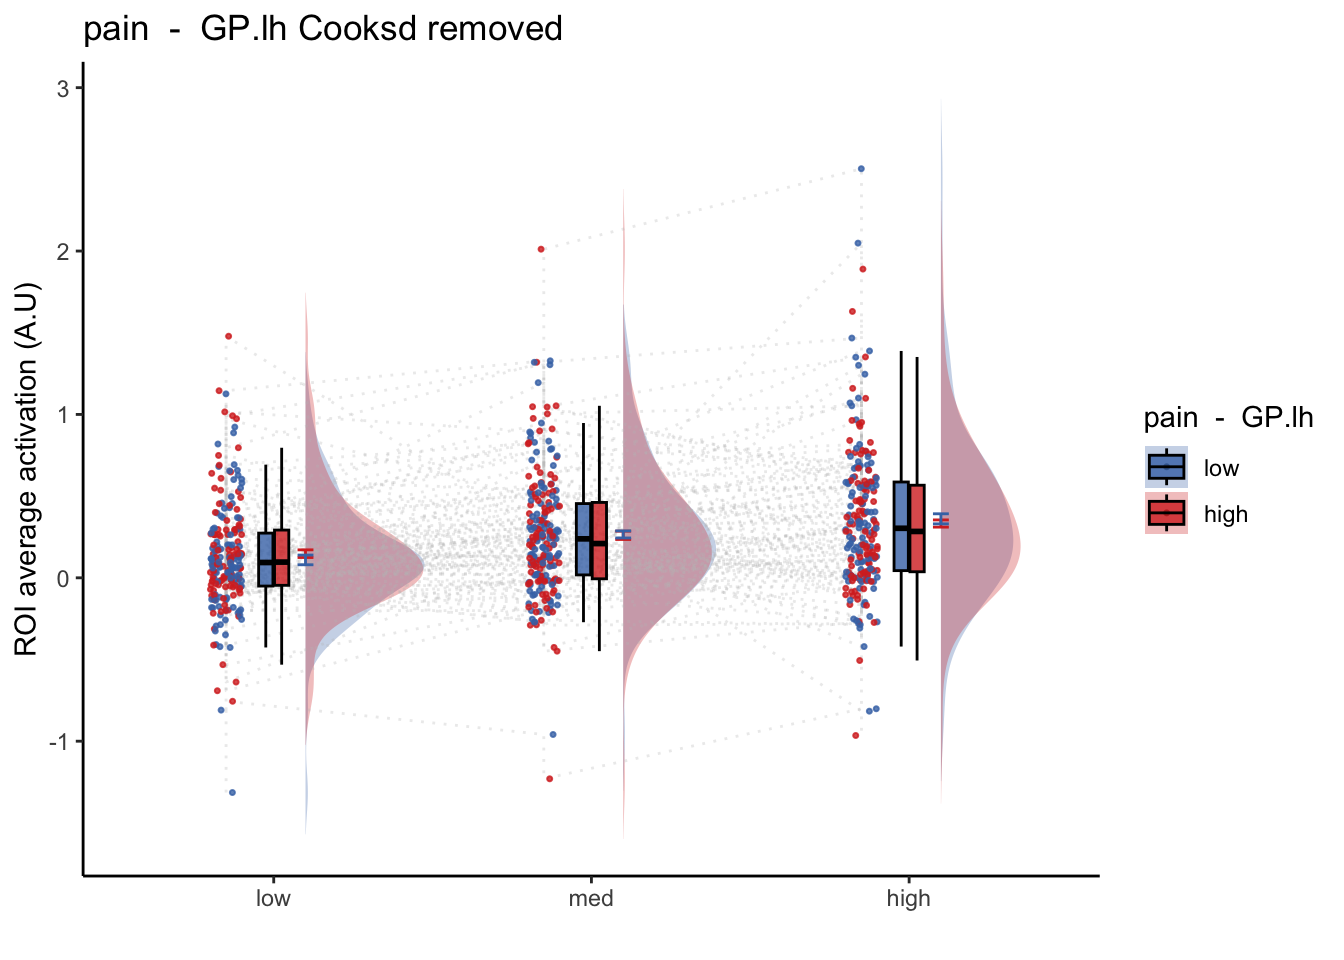 pain  -  GP.lh Cooksd removed
3
2
1
0
-1
ROI average activation (A.U)
low
med
high
pain  -  GP.lh
low
high